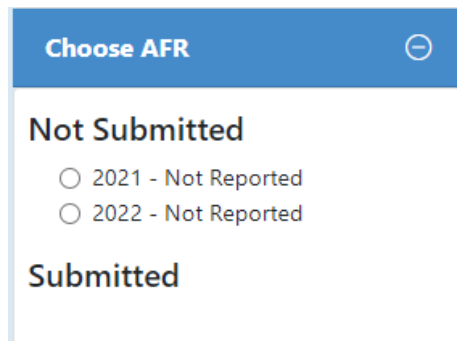 Choose AFR
Not Submitted
2021 - Not Reported
2022 - Not Reported
Submitted